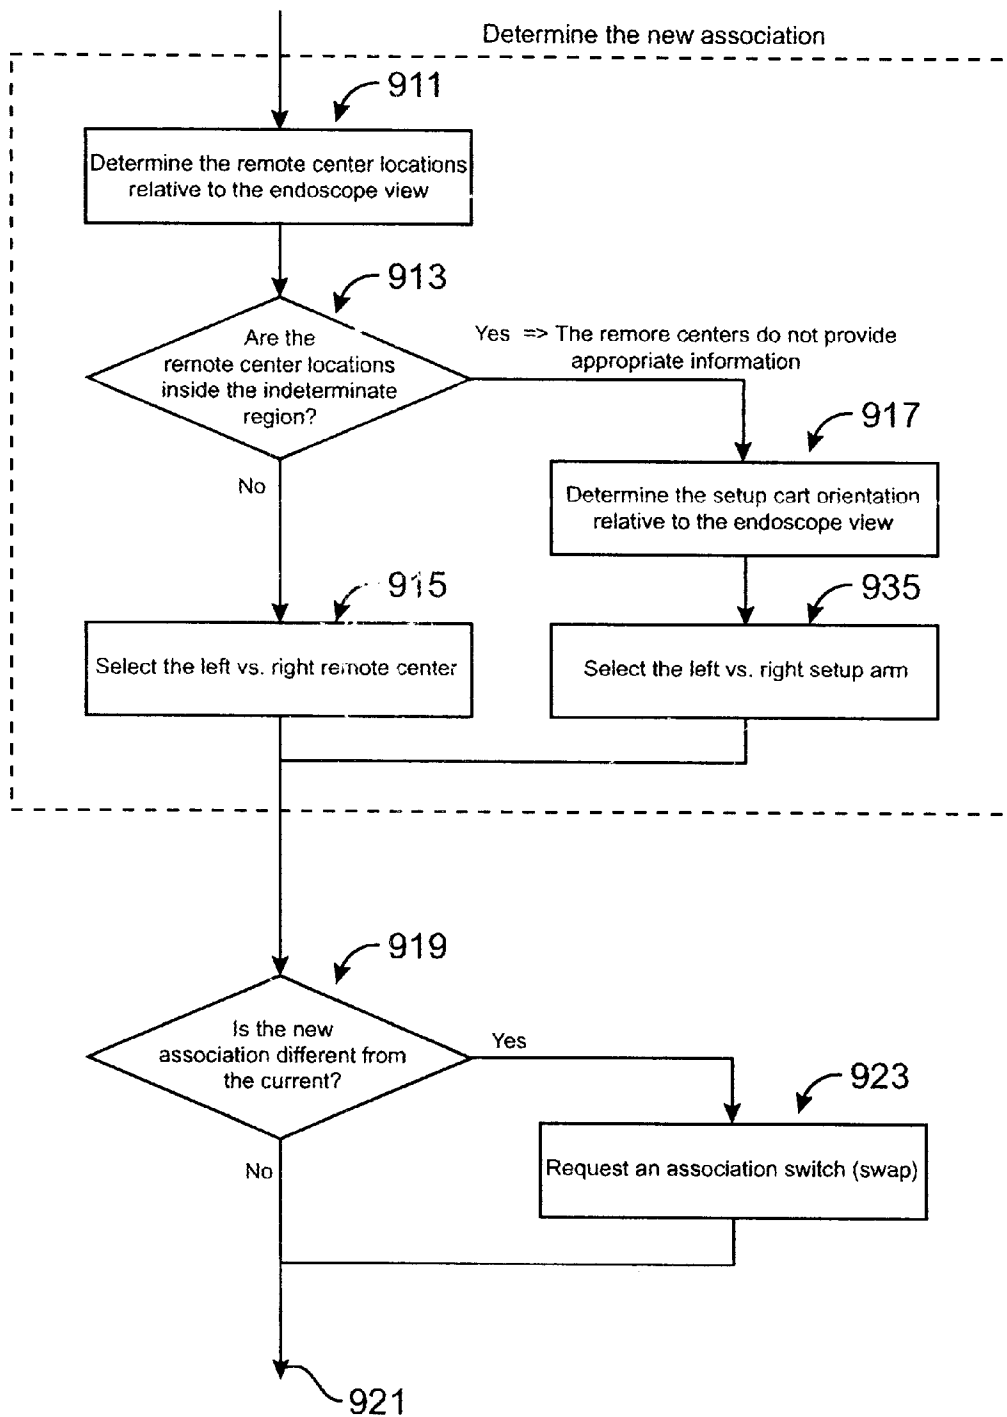 Determine the new association
911
Determine the remote center locations
relative to the endoscope view
913
Are the
remote center locations
inside the indeterminate
region?
Yes => The remore centers do not provide
appropriate information
917
Determine the setup cart orientation
relative to the endoscope view
No
915
Select the left vs. right remote center
935
Select the left vs. right setup arm
919
Is the new
association different from
the current?
Yes
923
Request an association switch (swap)
No
921